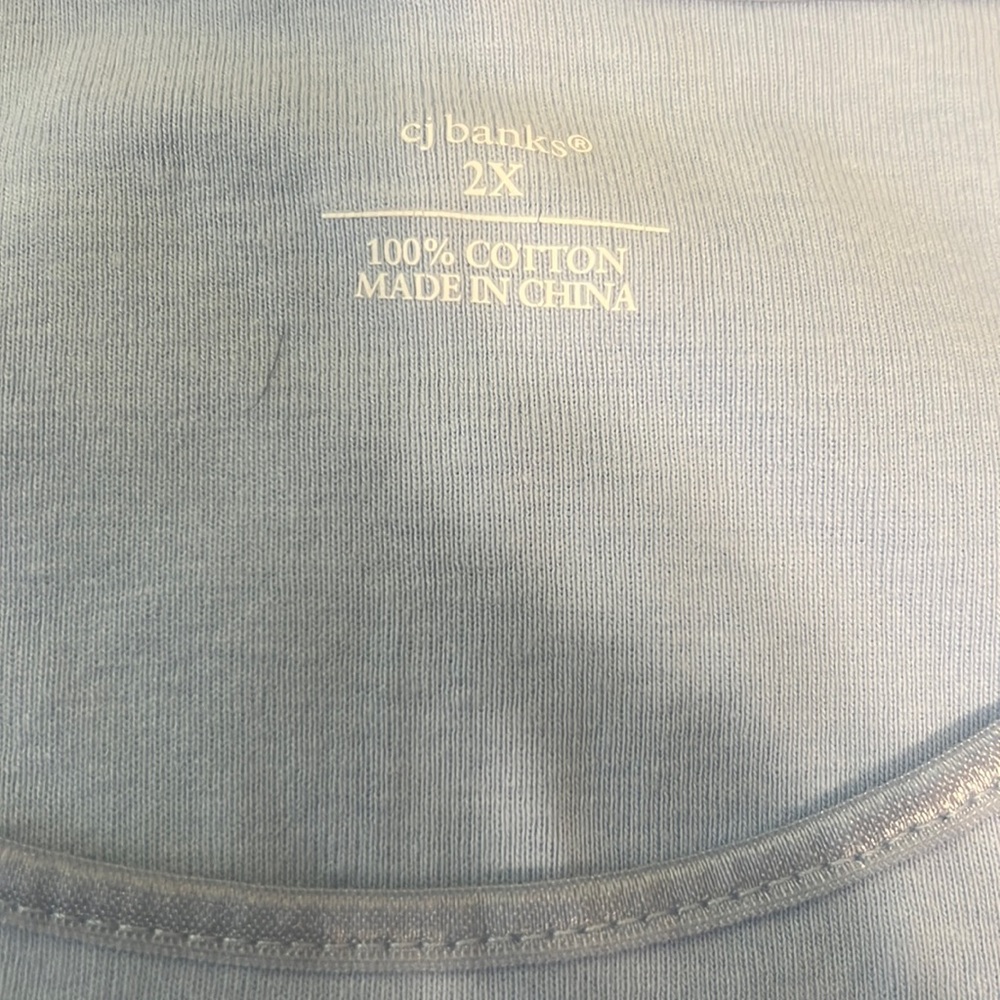 cj banks®
2X
100% COTTON
MADE IN CHINA